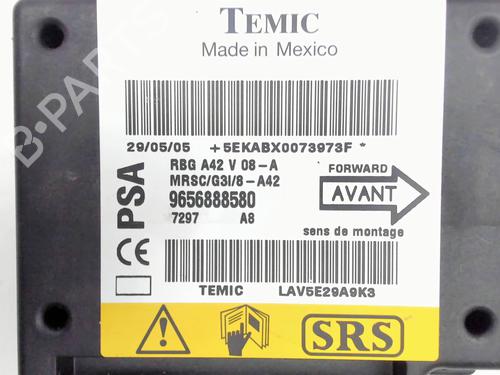 TEMIC
Made in Mexico
29/05/05 +5EKABX0073973F *
RBG A42 V 08-A
MRSC/G3I/8-A42
9656888580
7297 A8
PSA
CE
FORWARD
AVANT
sens de montage
TEMIC LAV5E29A9K3
SRS
B-PARTS